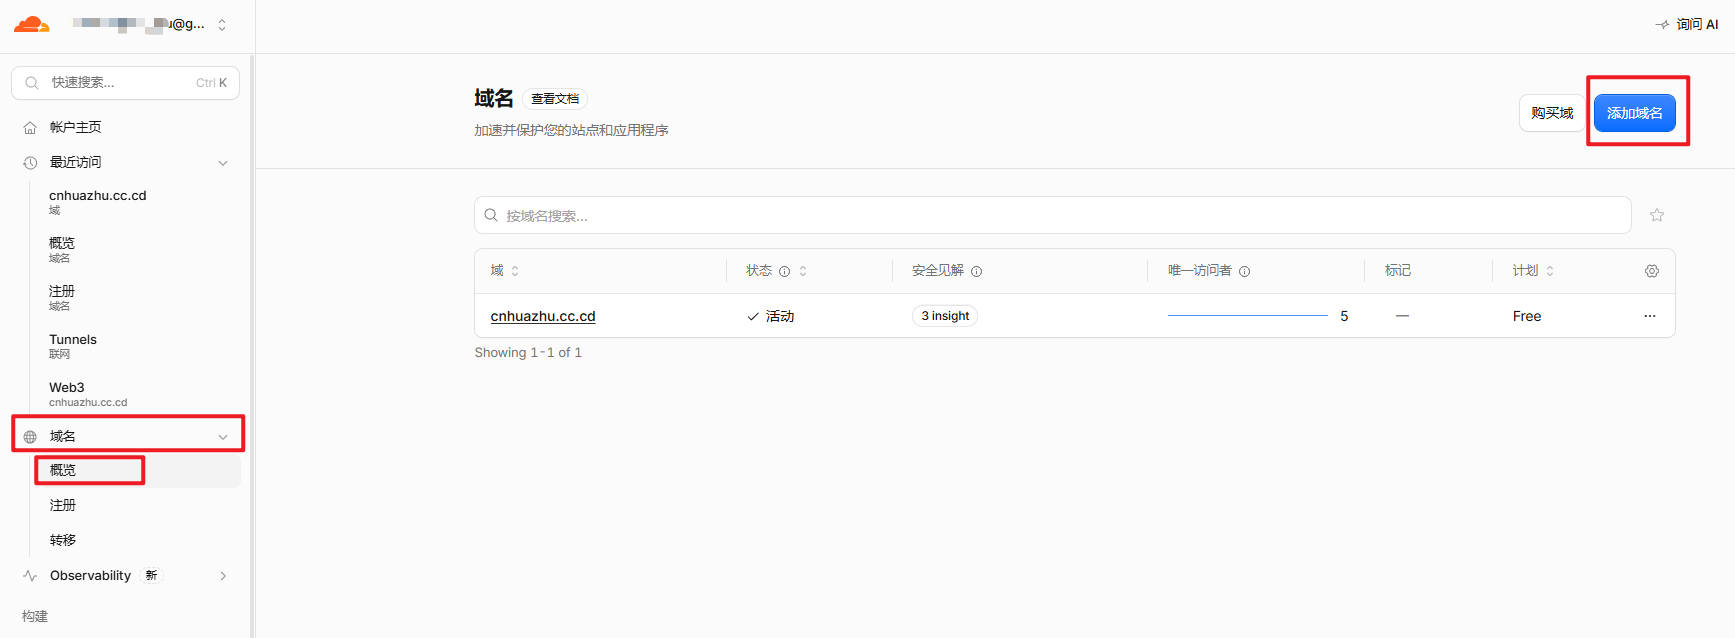 @g...
询问 AI
快速搜索...
Ctrl K
帐户主页
最近访问
cnhuazhu.cc.cd
域
概览
域名
注册
域名
Tunnels
联网
Web3
cnhuazhu.cc.cd
域名
概览
注册
转移
Observability 新
构建
域名 查看文档
加速并保护您的站点和应用程序
购买域
添加域名
按域名搜索...
域 状态 安全见解 唯一访问者 标记 计划
cnhuazhu.cc.cd 活动 3 insight 5 — Free ...
Showing 1-1 of 1